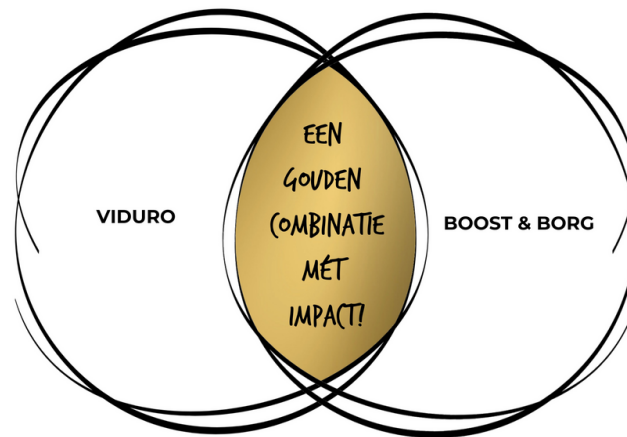 VIDURO
EEN
GOUDEN
COMBINATIE
MÉT
IMPACT!
BOOST & BORG